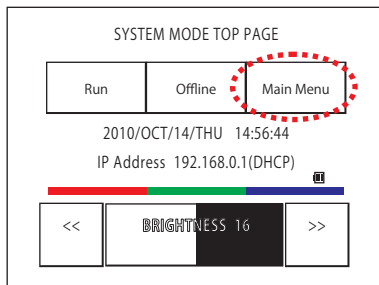 SYSTEM MODE TOP PAGE
Run Offline Main Menu
2010/OCT/14/THU 14:56:44
IP Address 192.168.0.1(DHCP)
<< BRIGHTNESS 16 >>